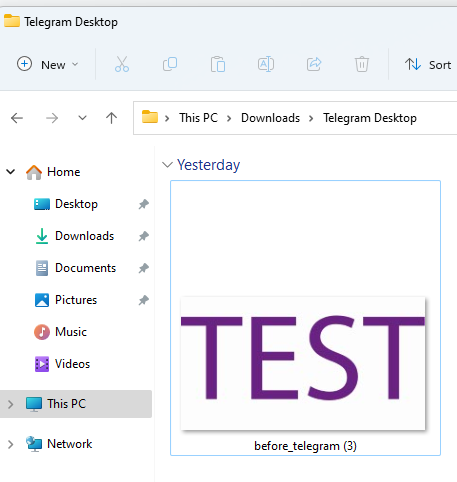 Telegram Desktop
New
Sort
This PC > Downloads > Telegram Desktop
Home
Yesterday
Desktop
Downloads
Documents
Pictures
Music
Videos
This PC
Network
TEST
before_telegram (3)